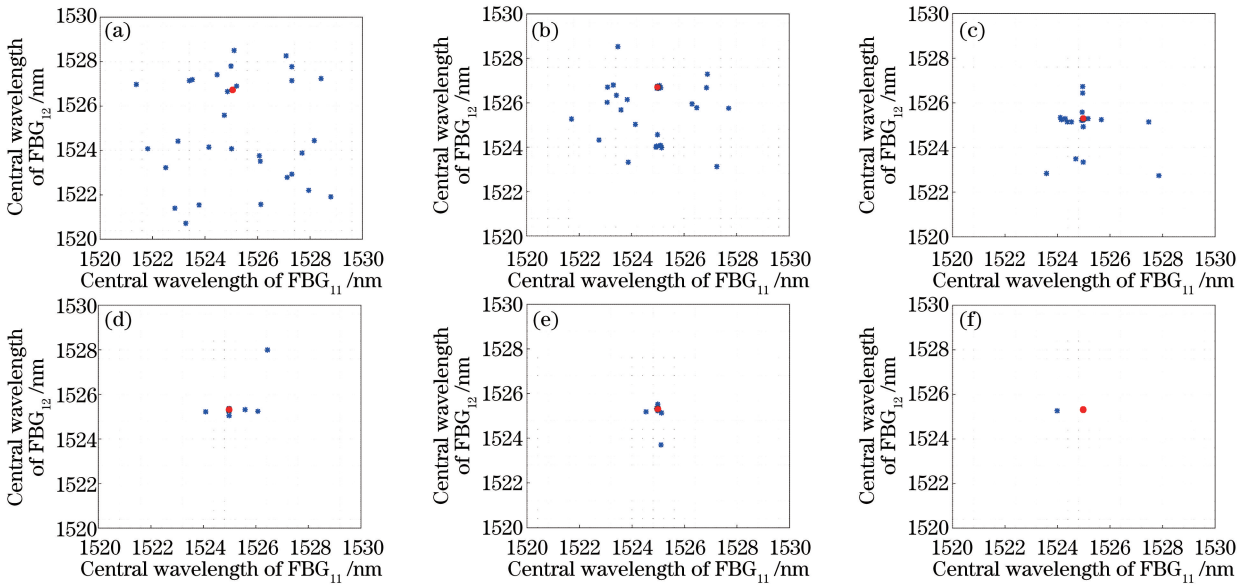 (a)
1530
1528
1526
1524
1522
1520
Central wavelength
of FBG₁₂ /nm
1520 1522 1524 1526 1528 1530
Central wavelength of FBG₁₁ /nm
(b)
1530
1528
1526
1524
1522
1520
Central wavelength
of FBG₁₂ /nm
1520 1522 1524 1526 1528 1530
Central wavelength of FBG₁₁ /nm
(c)
1530
1528
1526
1524
1522
1520
Central wavelength
of FBG₁₂ /nm
1520 1522 1524 1526 1528 1530
Central wavelength of FBG₁₁ /nm
(d)
1530
1528
1526
1524
1522
1520
Central wavelength
of FBG₁₂ /nm
1520 1522 1524 1526 1528 1530
Central wavelength of FBG₁₁ /nm
(e)
1530
1528
1526
1524
1522
1520
Central wavelength
of FBG₁₂ /nm
1520 1522 1524 1526 1528 1530
Central wavelength of FBG₁₁ /nm
(f)
1530
1528
1526
1524
1522
1520
Central wavelength
of FBG₁₂ /nm
1520 1522 1524 1526 1528 1530
Central wavelength of FBG₁₁ /nm